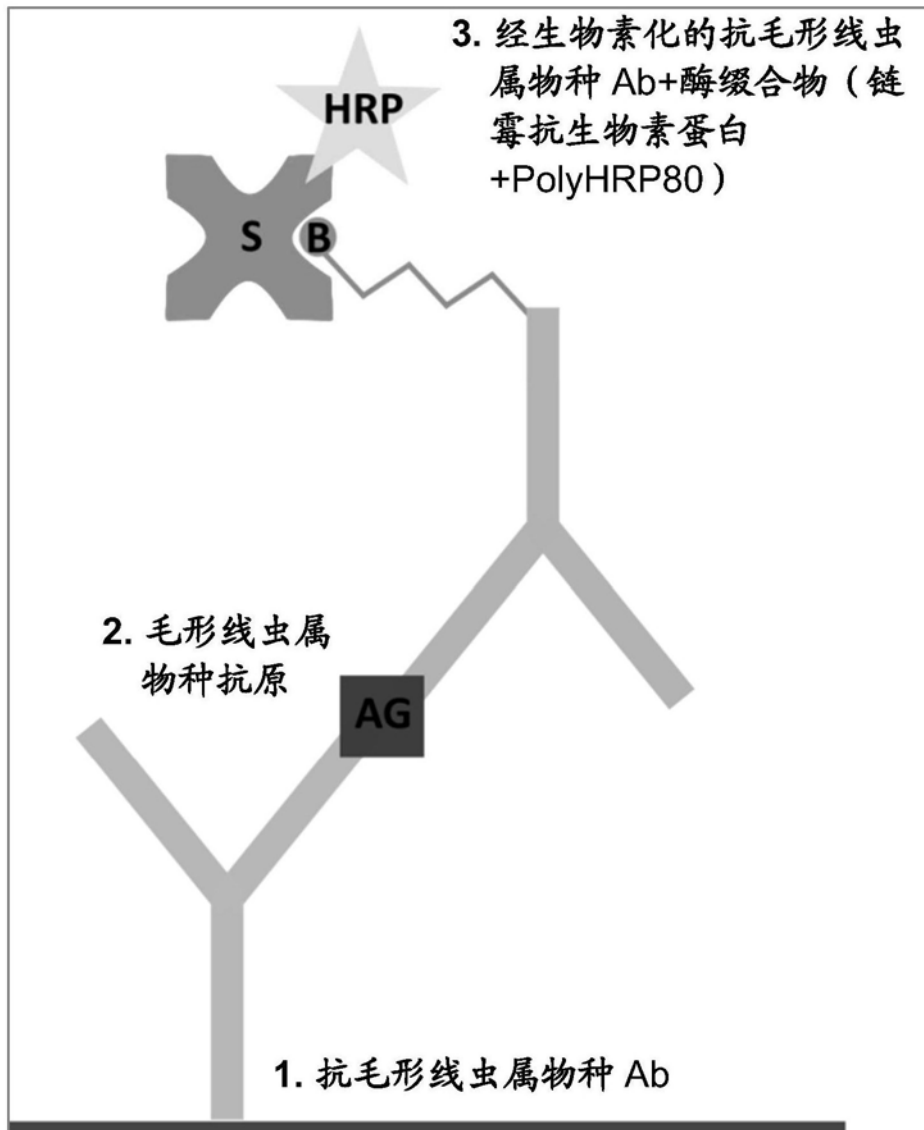 3. 经生物素化的抗毛形线虫
属物种 Ab+酶缀合物（链
霉抗生物素蛋白
+PolyHRP80）
HRP
S
B
2. 毛形线虫属
物种抗原
AG
1. 抗毛形线虫属物种 Ab